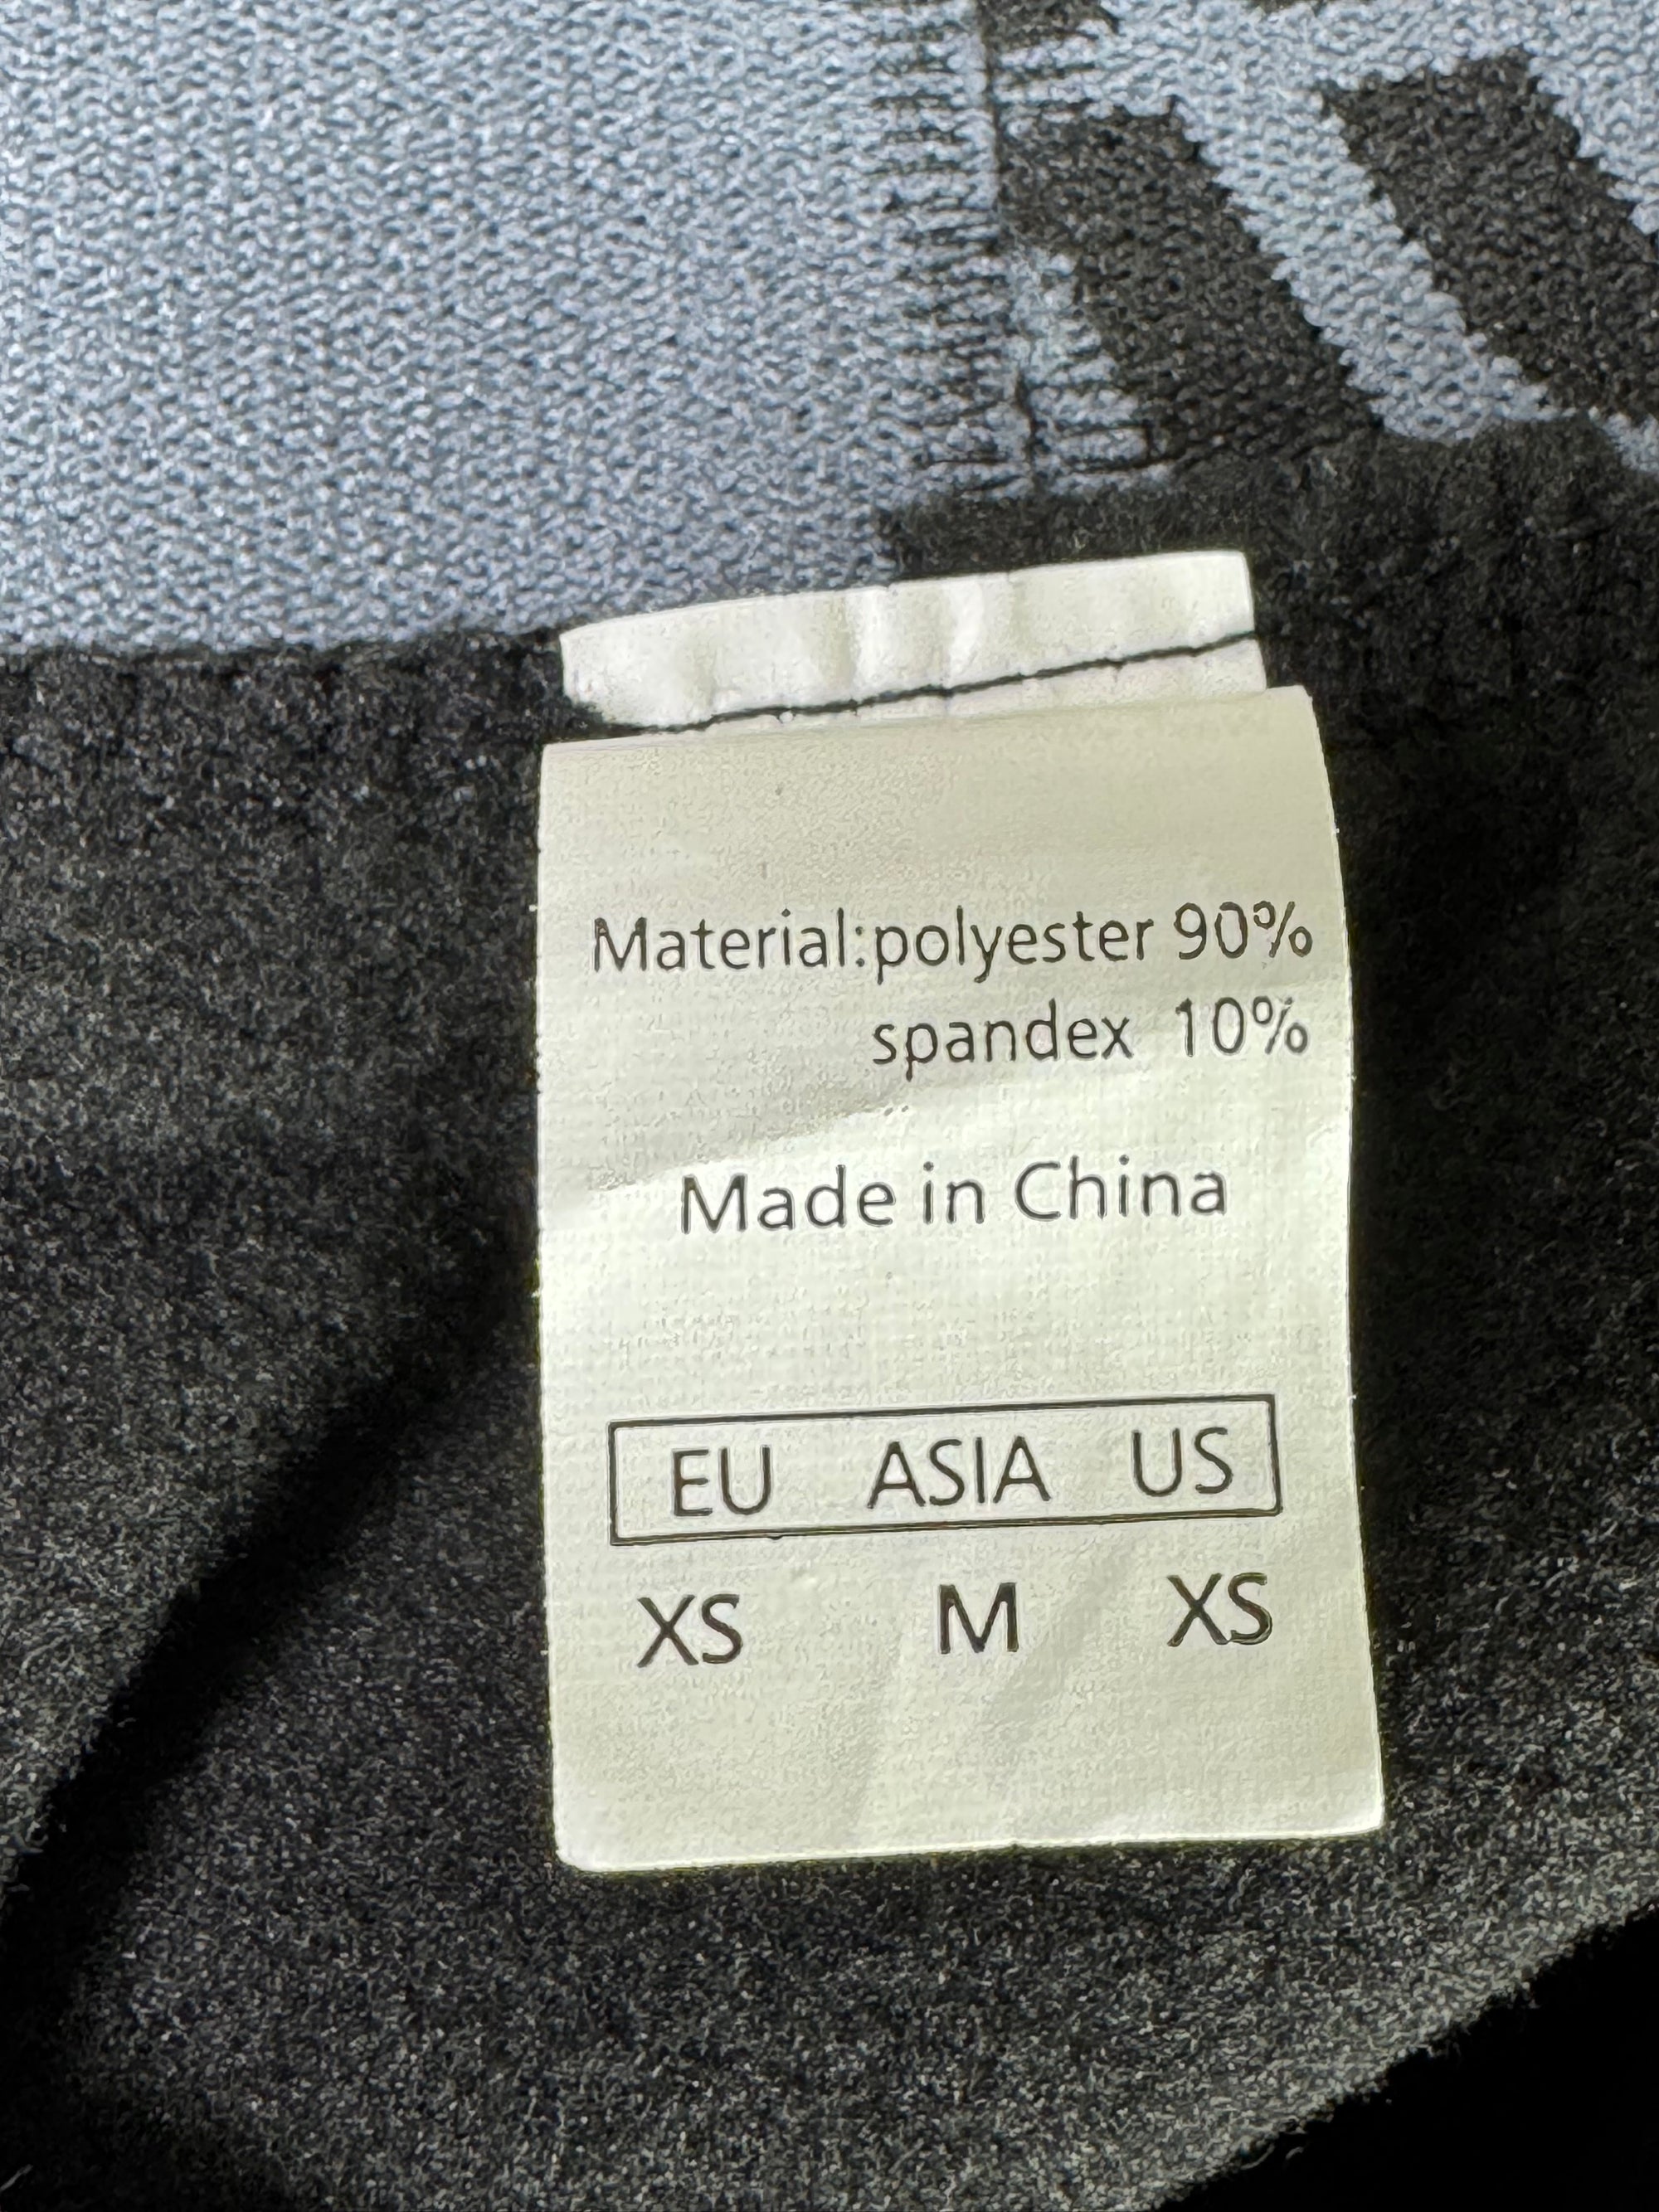 Material:polyester 90%
spandex 10%
Made in China
EU ASIA US
XS M XS